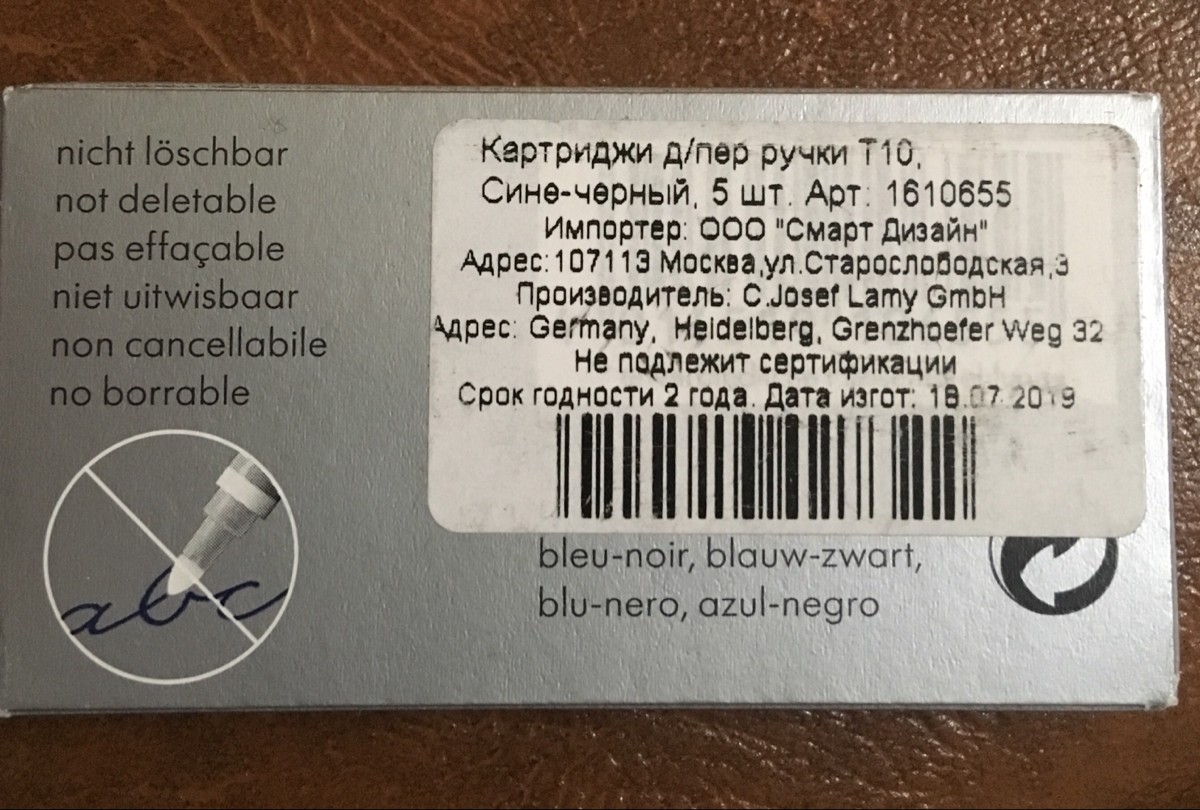 nicht löschbar
not deletable
pas effaçable
niet uitwisbaar
non cancellabile
no borrable
abc
Картриджи д/пер ручки Т10,
Сине-черный, 5 шт. Арт: 1610655
Импортер: ООО "Смарт Дизайн"
Адрес:107113 Москва,ул.Старослободская,3
Производитель: C.Josef Lamy GmbH
Адрес: Germany, Heidelberg, Grenzhoefer Weg 32
Не подлежит сертификации
Срок годности 2 года. Дата изгот: 18.07.2019
bleu-noir, blauw-zwart,
blu-nero, azul-negro